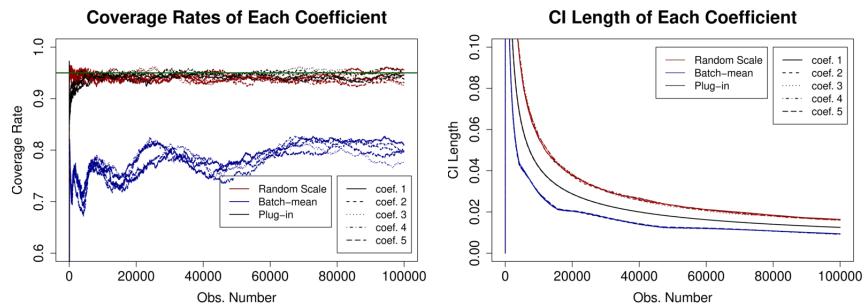 Coverage Rates of Each Coefficient
Coverage Rate
1.0
0.9
0.8
0.7
0.6
Random Scale
Batch−mean
Plug−in
coef. 1
coef. 2
coef. 3
coef. 4
coef. 5
0 20000 40000 60000 80000 100000
Obs. Number
CI Length of Each Coefficient
CI Length
0.10
0.08
0.06
0.04
0.02
0.00
Random Scale
Batch−mean
Plug−in
coef. 1
coef. 2
coef. 3
coef. 4
coef. 5
0 20000 40000 60000 80000 100000
Obs. Number